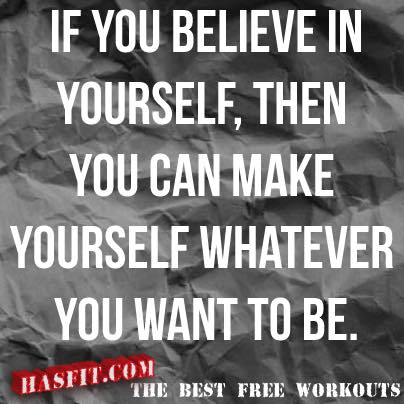 IF YOU BELIEVE IN
YOURSELF, THEN
YOU CAN MAKE
YOURSELF WHATEVER
YOU WANT TO BE.
HASFIT.COM
THE BEST FREE WORKOUTS